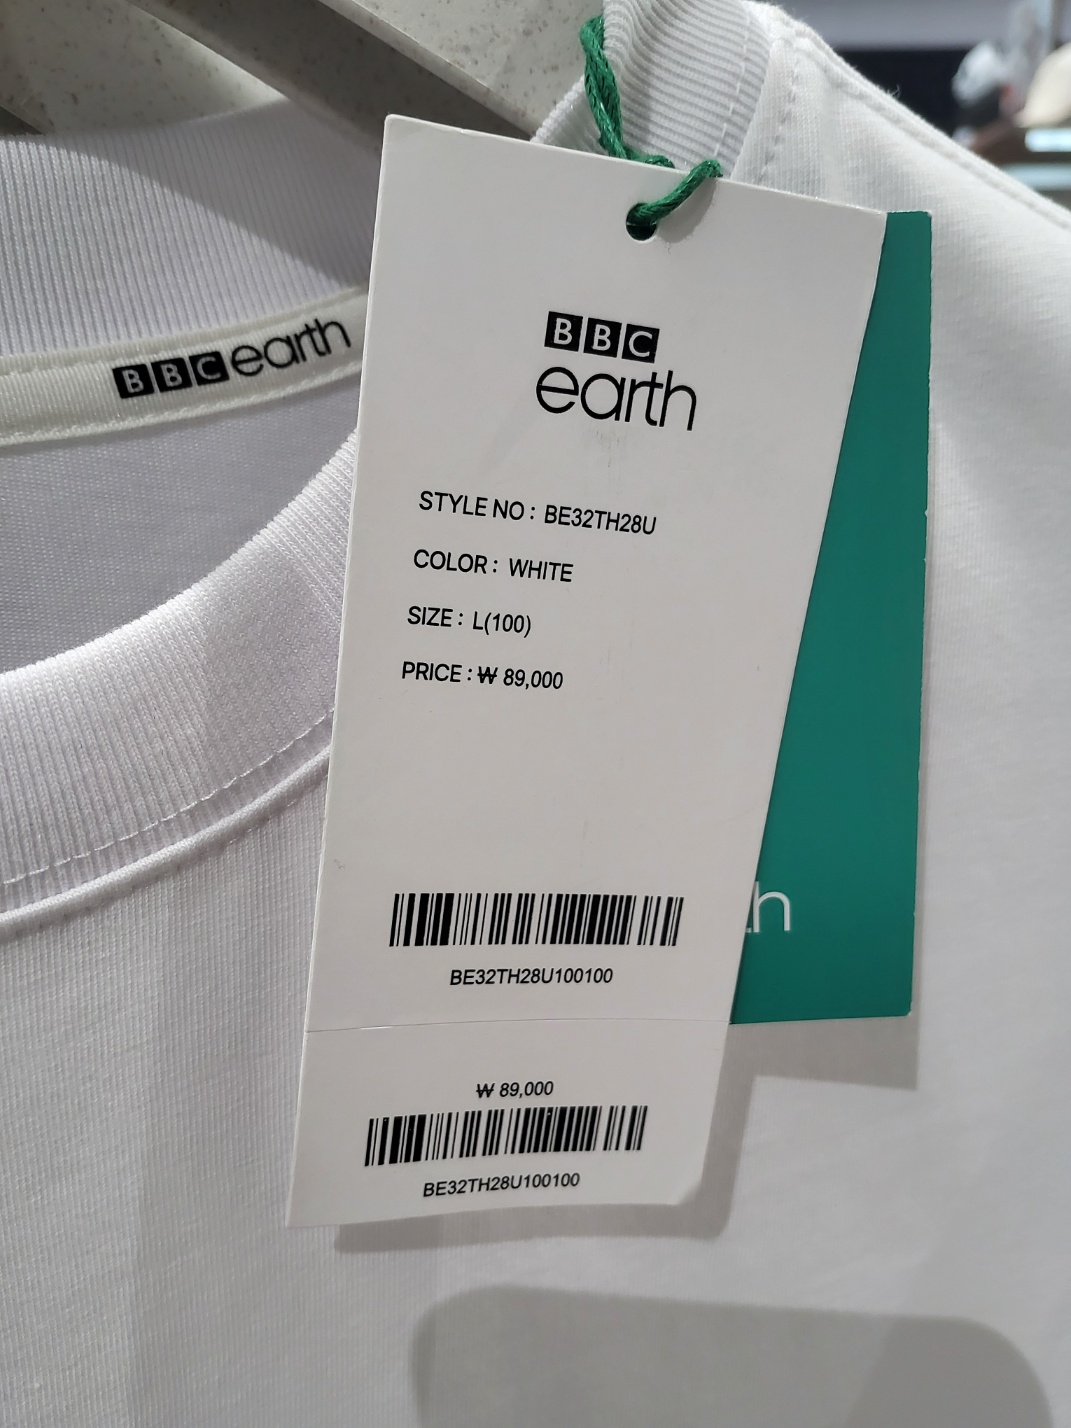 BBC earth
BBC
earth
STYLE NO : BE32TH28U
COLOR : WHITE
SIZE : L(100)
PRICE : ₩ 89,000
BE32TH28U100100
₩ 89,000
BE32TH28U100100